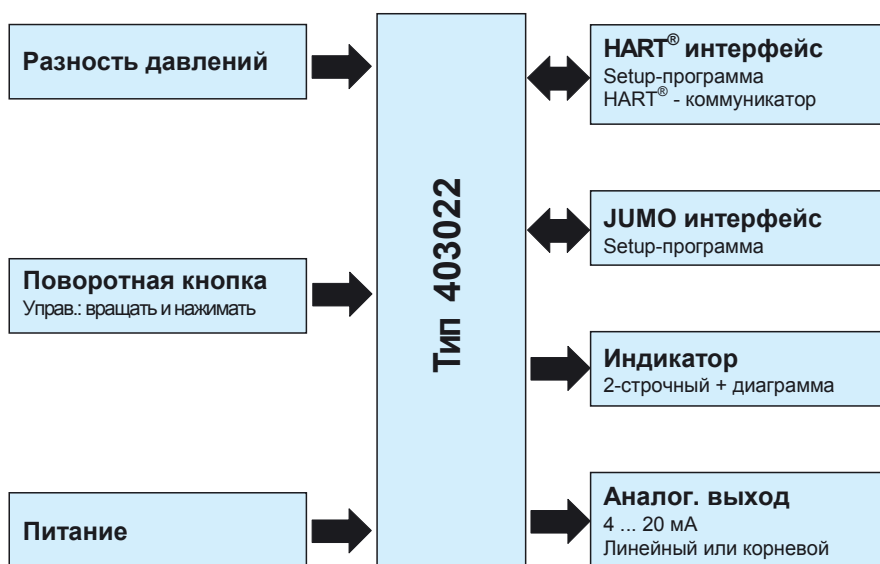 Разность давлений
Поворотная кнопка
Управ.: вращать и нажимать
Питание
Тип 403022
HART® интерфейс
Setup-программа
HART® - коммуникатор
JUMO интерфейс
Setup-программа
Индикатор
2-строчный + диаграмма
Аналог. выход
4 ... 20 мА
Линейный или корневой